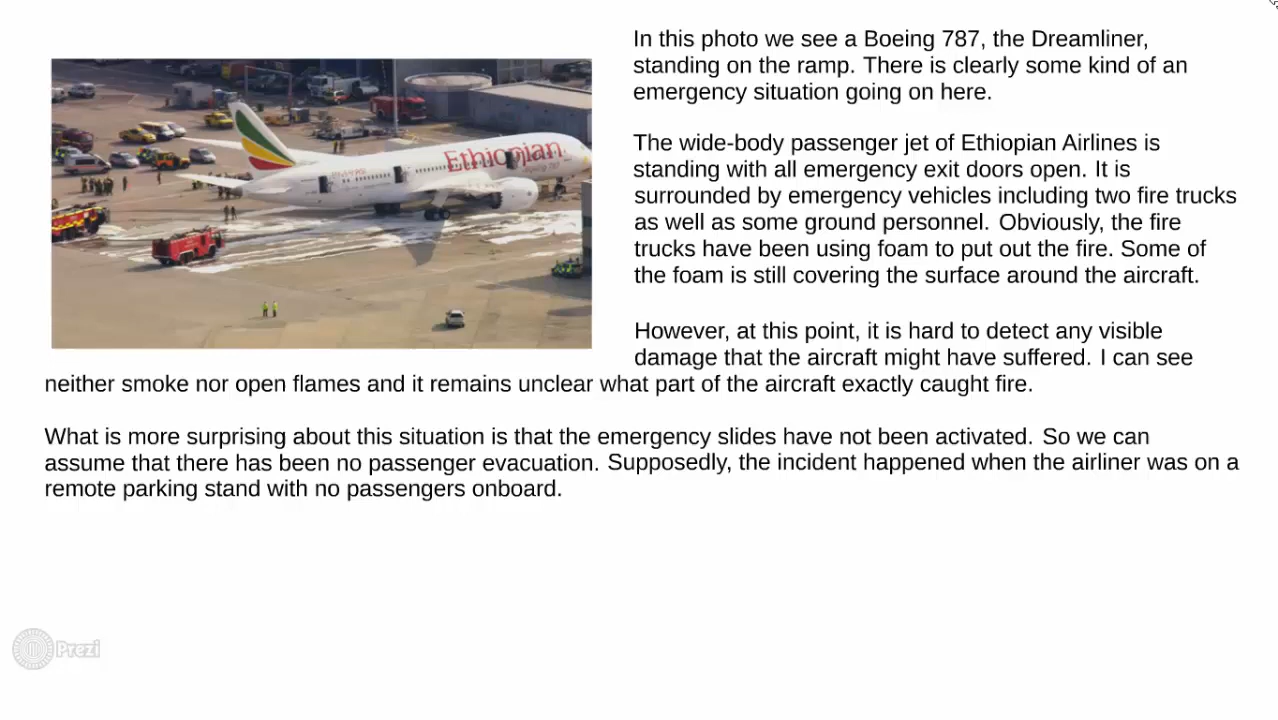 In this photo we see a Boeing 787, the Dreamliner,
standing on the ramp. There is clearly some kind of an
emergency situation going on here.
The wide-body passenger jet of Ethiopian Airlines is
standing with all emergency exit doors open. It is
surrounded by emergency vehicles including two fire trucks
as well as some ground personnel. Obviously, the fire
trucks have been using foam to put out the fire. Some of
the foam is still covering the surface around the aircraft.
However, at this point, it is hard to detect any visible
damage that the aircraft might have suffered. I can see
neither smoke nor open flames and it remains unclear what part of the aircraft exactly caught fire.
What is more surprising about this situation is that the emergency slides have not been activated. So we can
assume that there has been no passenger evacuation. Supposedly, the incident happened when the airliner was on a
remote parking stand with no passengers onboard.
Ethiopian
Prezi